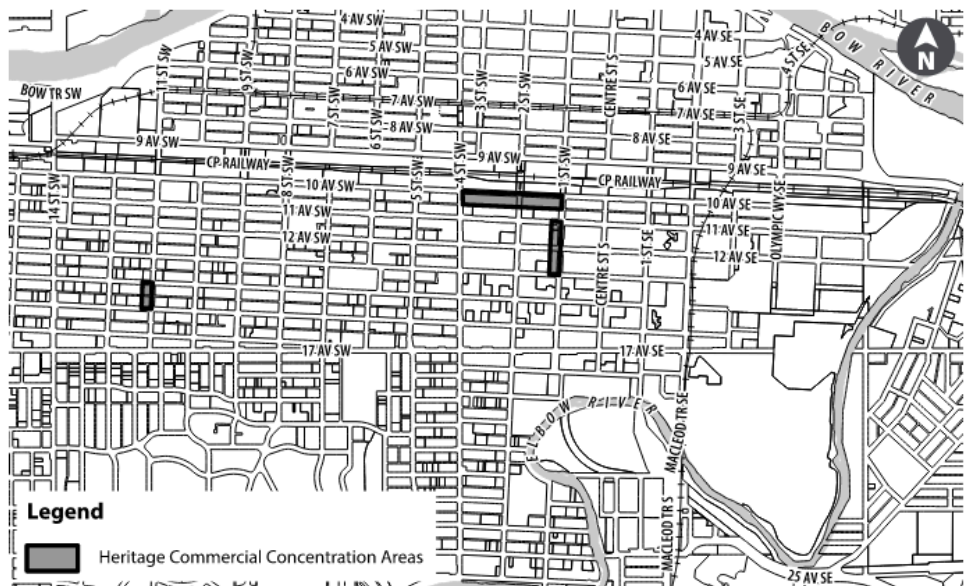 4 AV SW
5 AV SW
6 AV SW
7 AV SW
8 AV SW
9 AV SW
4 AV SE
5 AV SE
6 AV SE
7 AV SE
8 AV SE
9 AV SE
BOW RIVER
N
BOW TR SW
11 ST SW
9 ST SW
7 ST SW
6 ST SW
3 ST SW
2 ST SW
CENTRE ST S
3 ST SE
4 ST SE
9 AV SW
CP RAILWAY
CP RAILWAY
14 ST SW
8 ST SW
5 ST SW
4 ST SW
1 ST SW
10 AV SW
11 AV SW
12 AV SW
10 AV SE
11 AV SE
12 AV SE
OLYMPIC WY SE
CENTRE ST S
1 ST SE
17 AV SW
17 AV SE
ELBOW RIVER
MACLEOD TR SE
MACLEOD TR S
25 AV SE
Legend
Heritage Commercial Concentration Areas